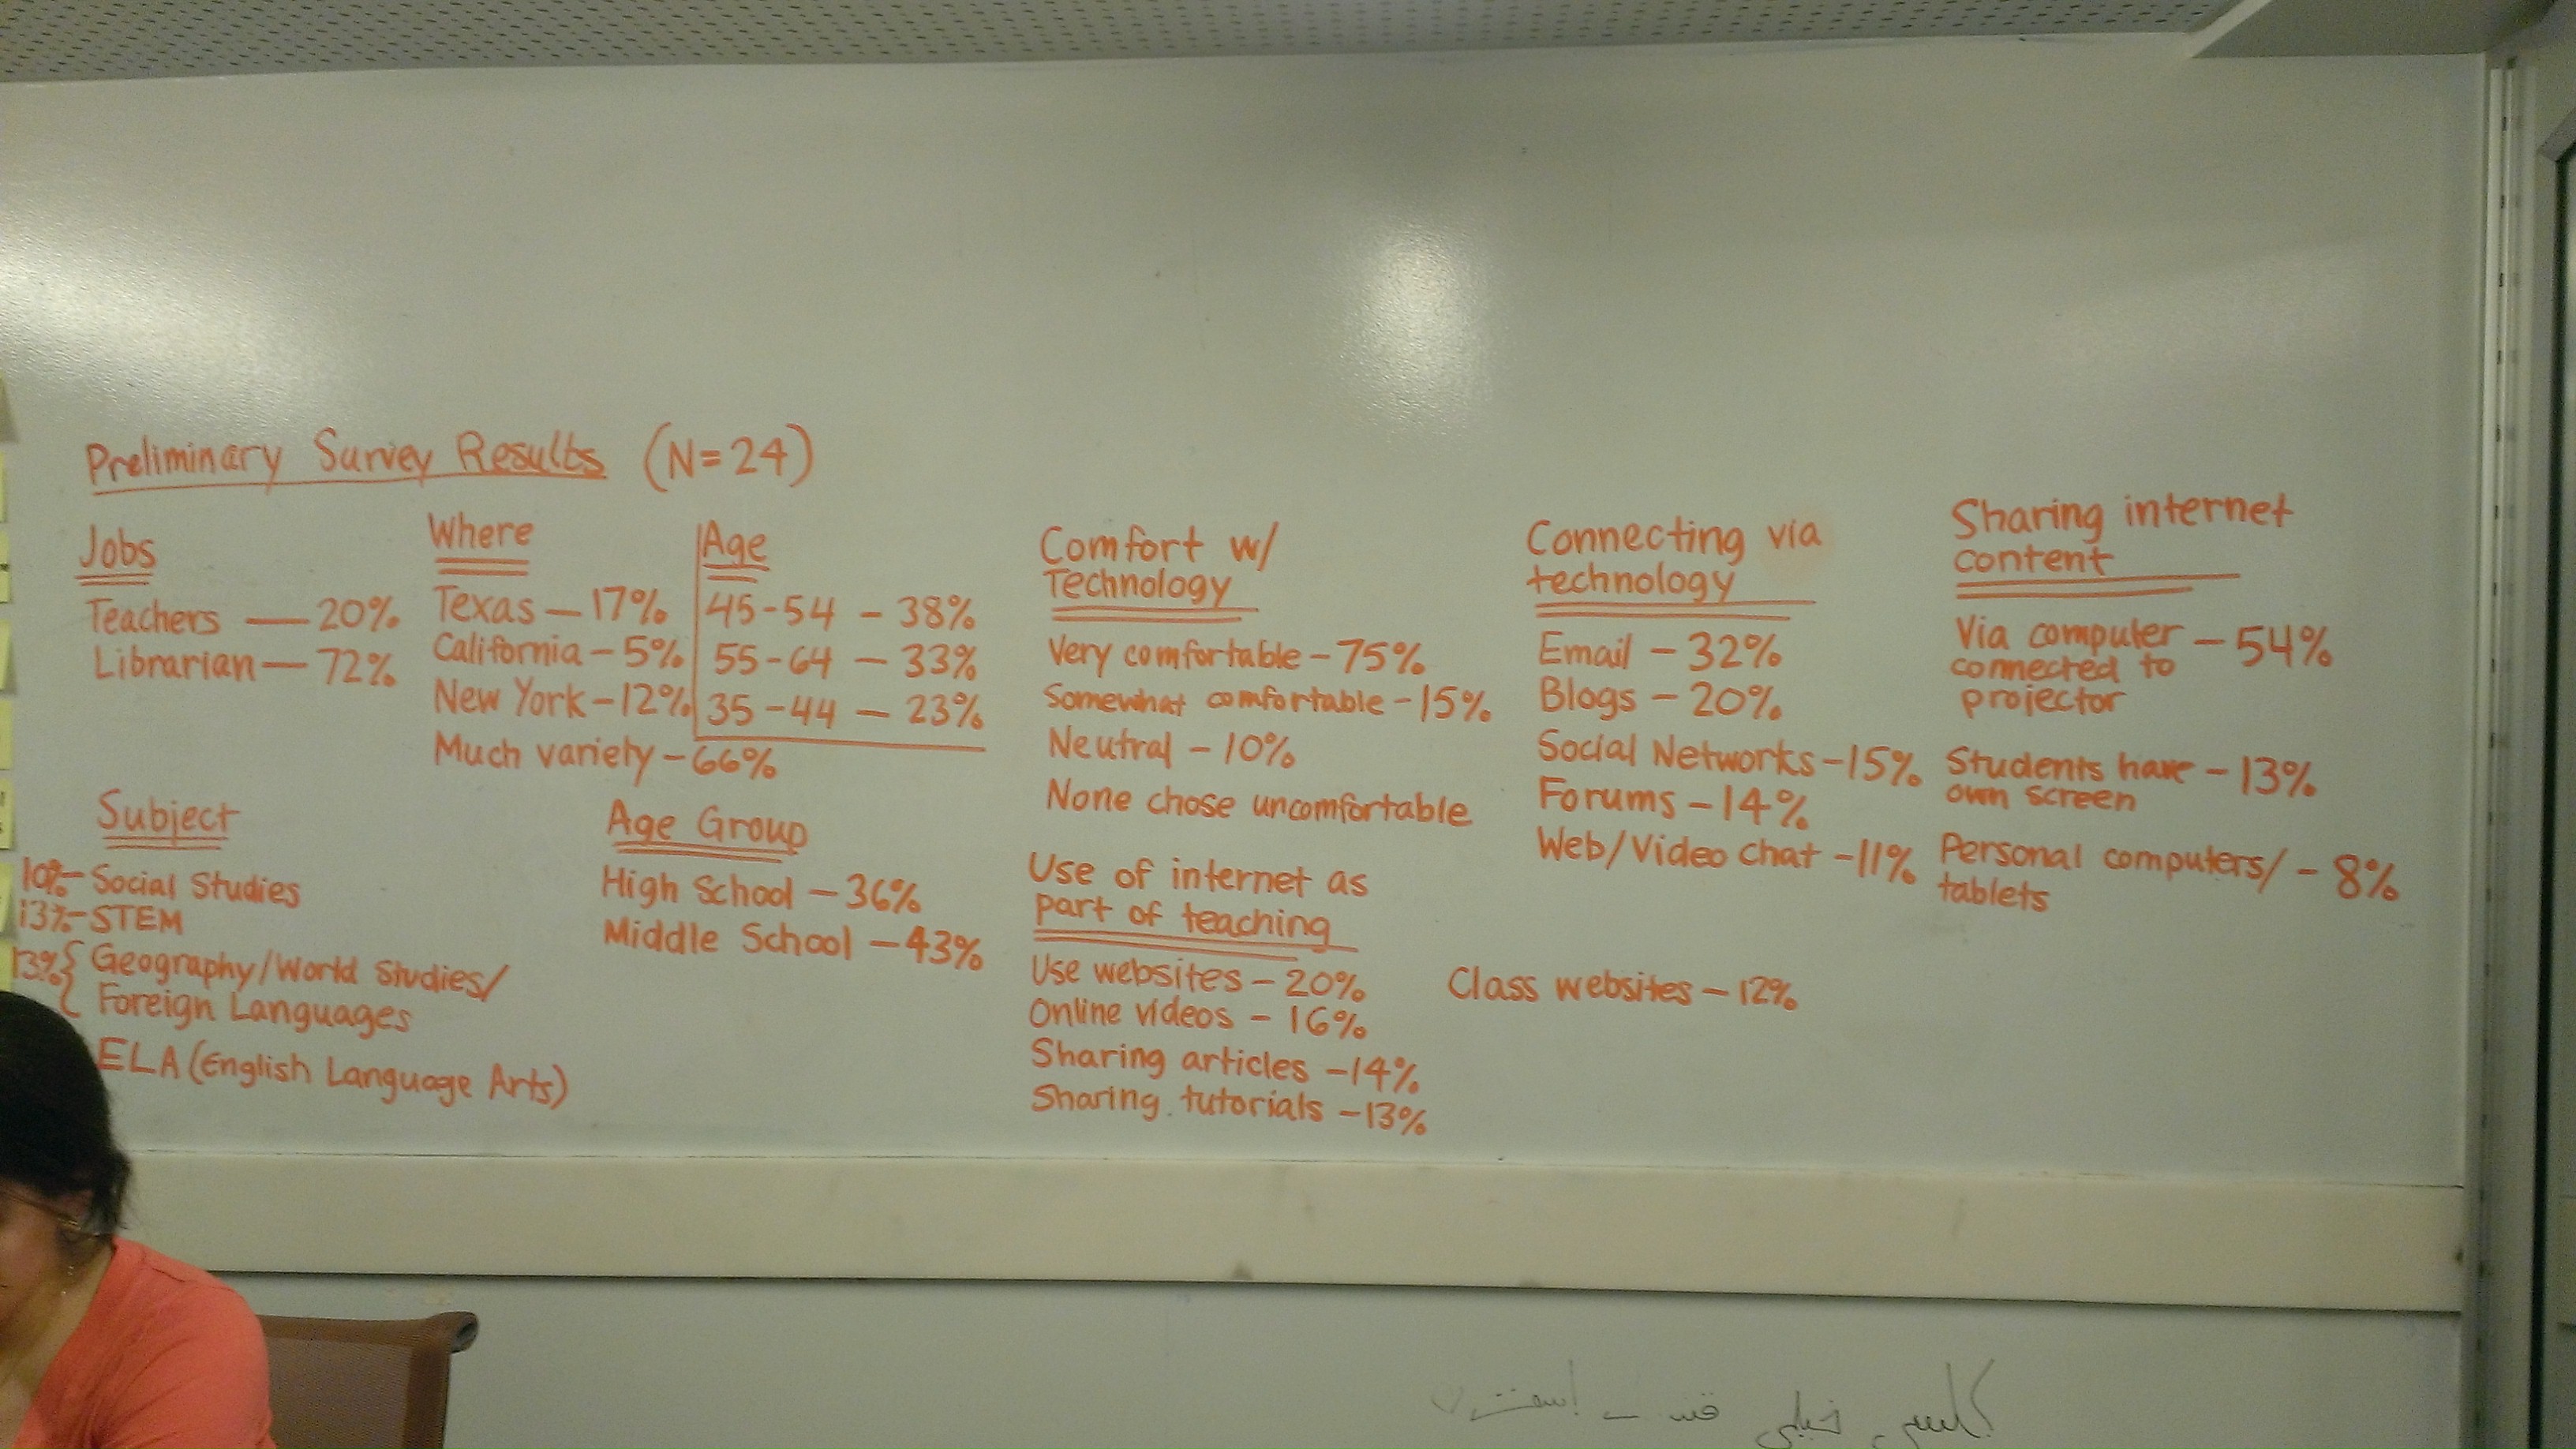 Preliminary Survey Results (N=24)
Jobs
Teachers — 20%
Librarian — 72%
Where
Texas — 17%
California — 5%
New York — 12%
Much variety — 66%
Age
45-54 — 38%
55-64 — 33%
35-44 — 23%
Subject
10% - Social Studies
13% - STEM
13% { Geography/World Studies/
Foreign Languages
ELA (English Language Arts)
Age Group
High School — 36%
Middle School — 43%
Comfort w/
Technology
Very comfortable - 75%
Somewhat comfortable - 15%
Neutral - 10%
None chose uncomfortable
Use of internet as
part of teaching
Use websites - 20%
Online videos - 16%
Sharing articles - 14%
Sharing tutorials - 13%
Class websites - 12%
Connecting via
technology
Email - 32%
Blogs - 20%
Social Networks - 15%
Forums - 14%
Web/Video chat - 11%
Sharing internet
content
Via computer - 54%
connected to
projector
Students have - 13%
own screen
Personal computers/ - 8%
tablets
خیلی